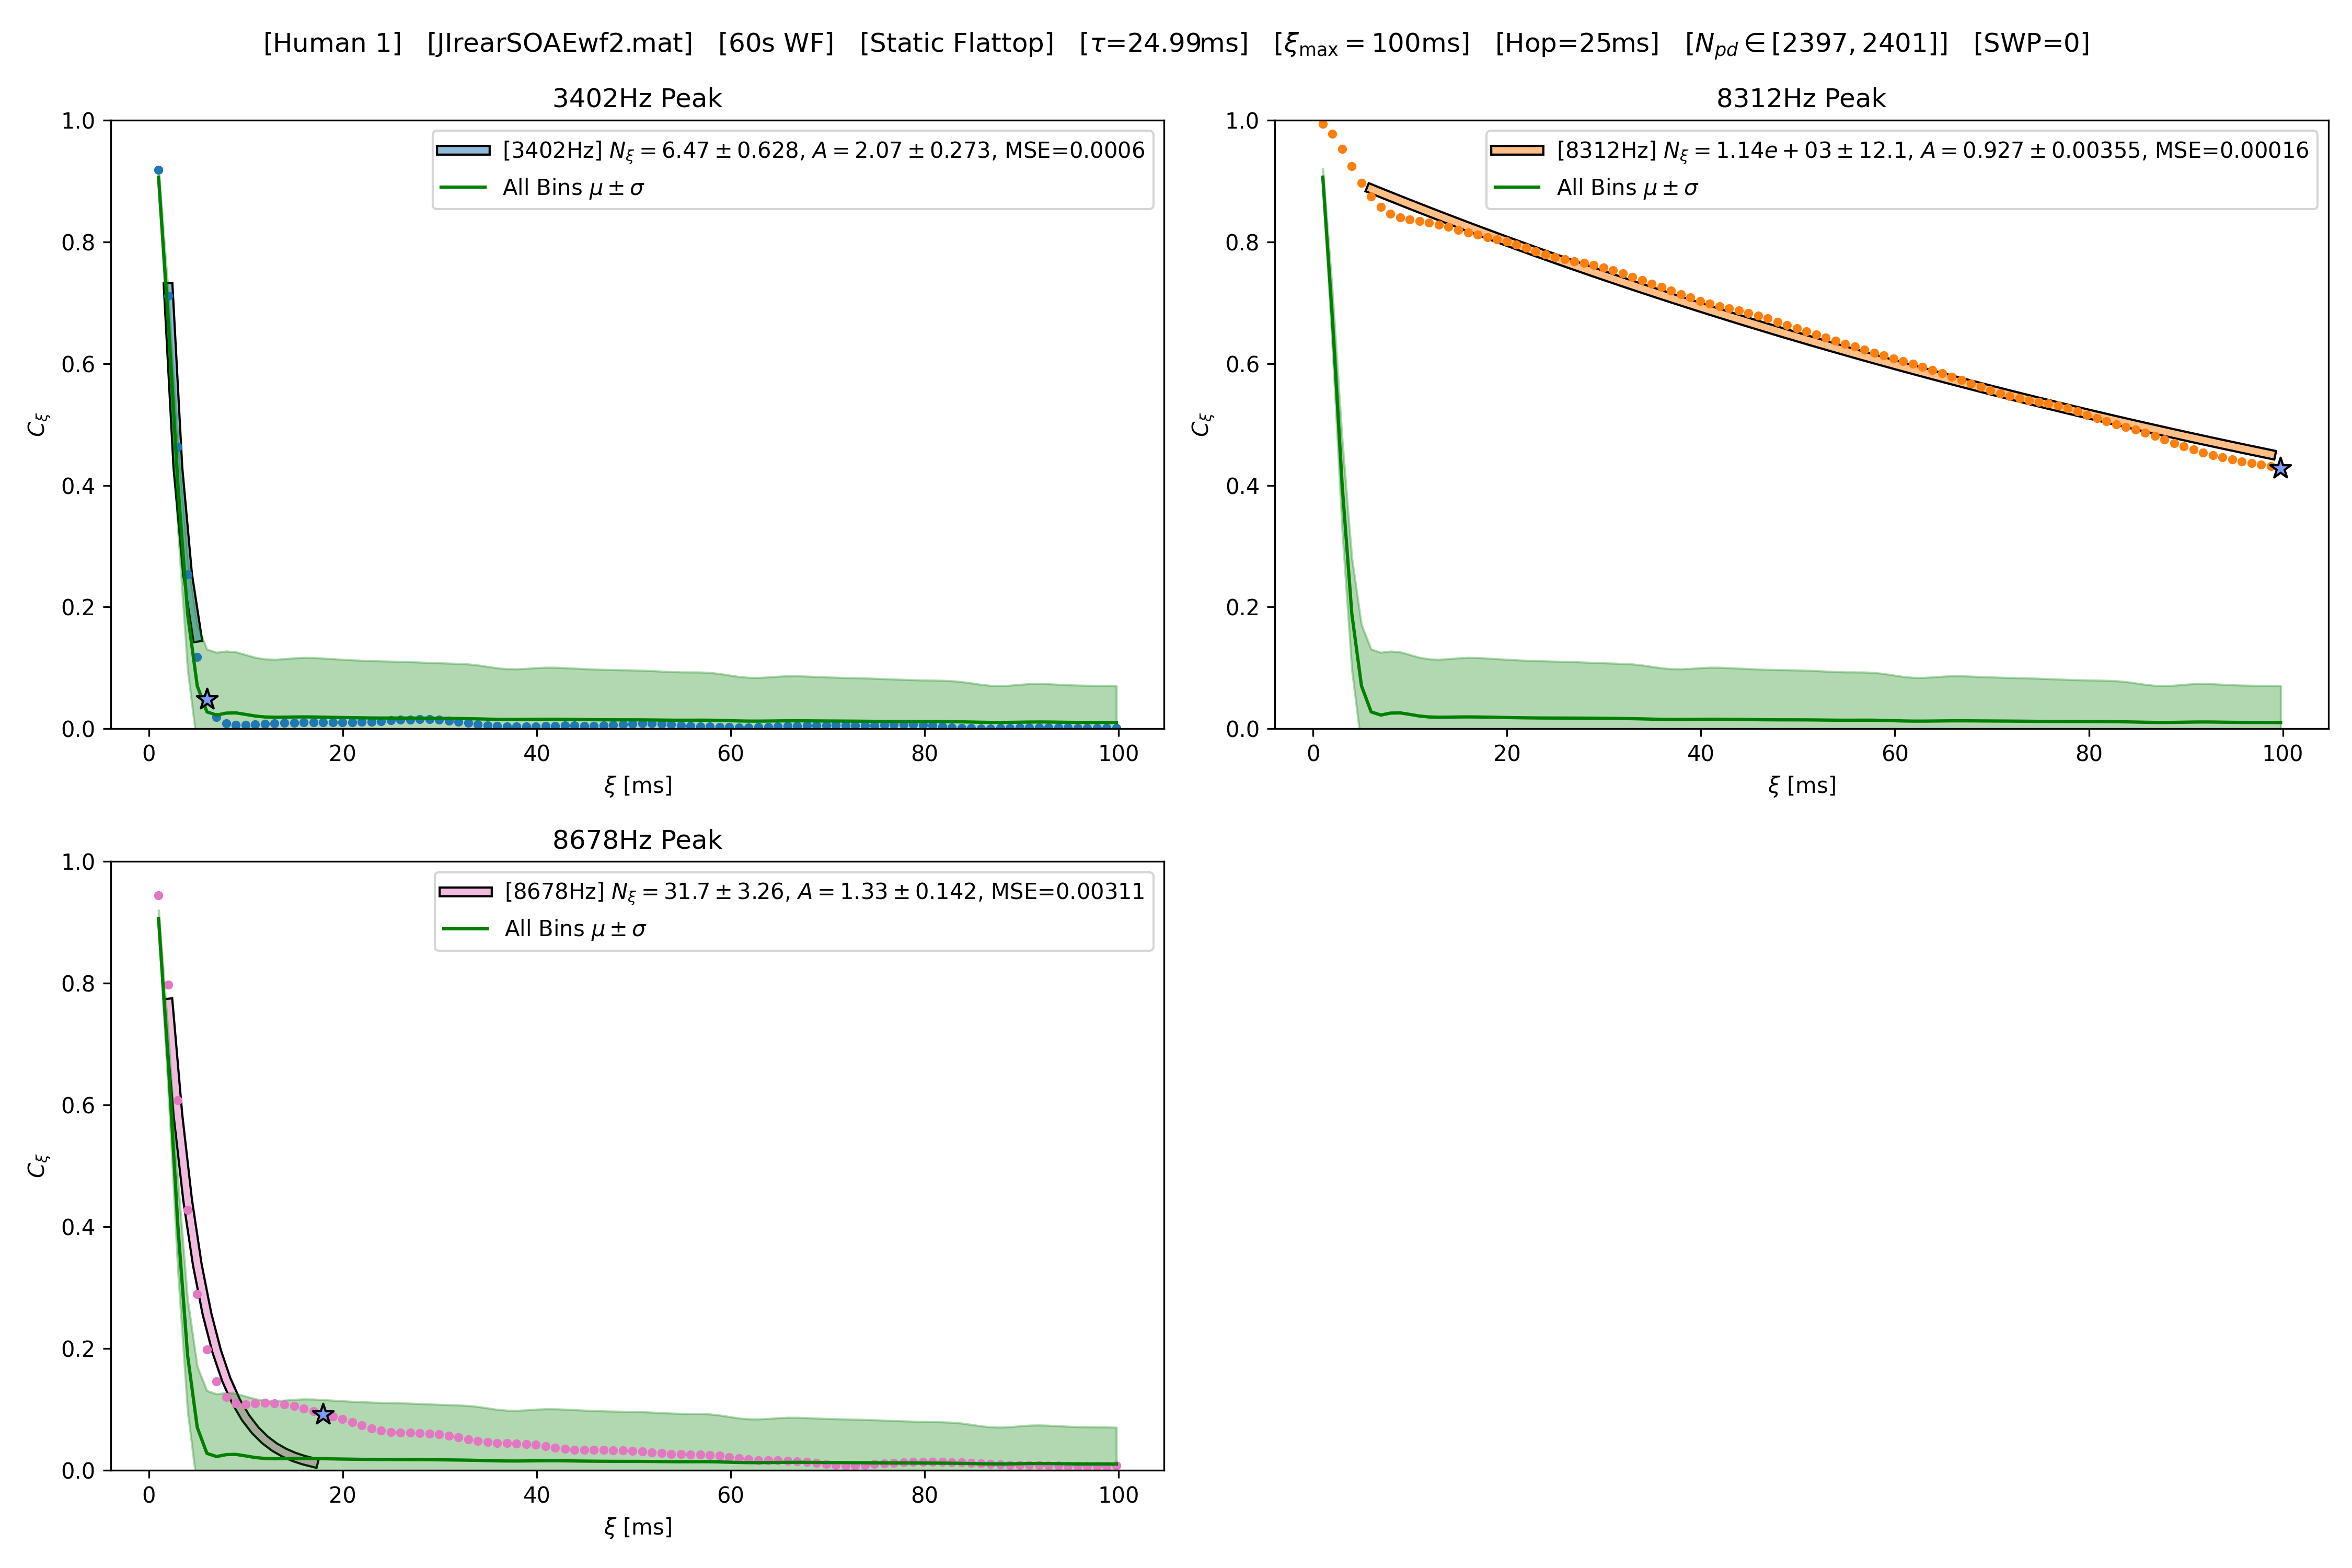 [Human 1] [JIrearSOAEwf2.mat] [60s WF] [Static Flattop] [τ=24.99ms] [ξmax = 100ms] [Hop=25ms] [Npd ∈ [2397, 2401]] [SWP=0]
3402Hz Peak
[3402Hz] Nξ = 6.47 ± 0.628, A = 2.07 ± 0.273, MSE=0.0006
All Bins μ ± σ
1.0
0.8
0.6
0.4
0.2
0.0
Cξ
0 20 40 60 80 100
ξ [ms]
8312Hz Peak
[8312Hz] Nξ = 1.14e + 03 ± 12.1, A = 0.927 ± 0.00355, MSE=0.00016
All Bins μ ± σ
1.0
0.8
0.6
0.4
0.2
0.0
Cξ
0 20 40 60 80 100
ξ [ms]
8678Hz Peak
[8678Hz] Nξ = 31.7 ± 3.26, A = 1.33 ± 0.142, MSE=0.00311
All Bins μ ± σ
1.0
0.8
0.6
0.4
0.2
0.0
Cξ
0 20 40 60 80 100
ξ [ms]